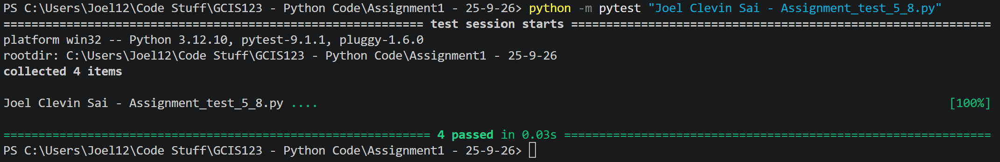 PS C:\Users\Joel12\Code Stuff\GCIS123 - Python Code\Assignment1 - 25-9-26> python -m pytest "Joel Clevin Sai - Assignment_test_5_8.py"
============================================================ test session starts ============================================================
platform win32 -- Python 3.12.10, pytest-9.1.1, pluggy-1.6.0
rootdir: C:\Users\Joel12\Code Stuff\GCIS123 - Python Code\Assignment1 - 25-9-26
collected 4 items

Joel Clevin Sai - Assignment_test_5_8.py .... [100%]

============================================================= 4 passed in 0.03s =============================================================
PS C:\Users\Joel12\Code Stuff\GCIS123 - Python Code\Assignment1 - 25-9-26>